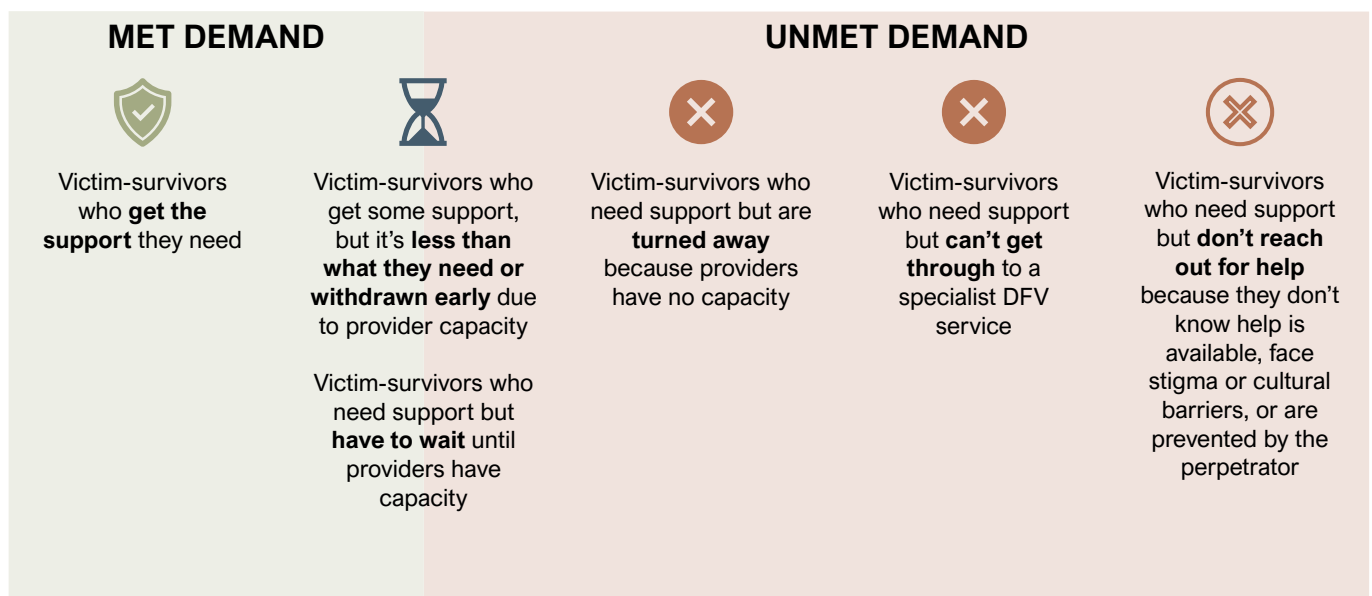 MET DEMAND
UNMET DEMAND
Victim-survivors
who get the
support they need
Victim-survivors who
get some support,
but it’s less than
what they need or
withdrawn early due
to provider capacity
Victim-survivors who
need support but
have to wait until
providers have
capacity
Victim-survivors who
need support but are
turned away
because providers
have no capacity
Victim-survivors
who need support
but can’t get
through to a
specialist DFV
service
Victim-survivors
who need support
but don’t reach
out for help
because they don’t
know help is
available, face
stigma or cultural
barriers, or are
prevented by the
perpetrator